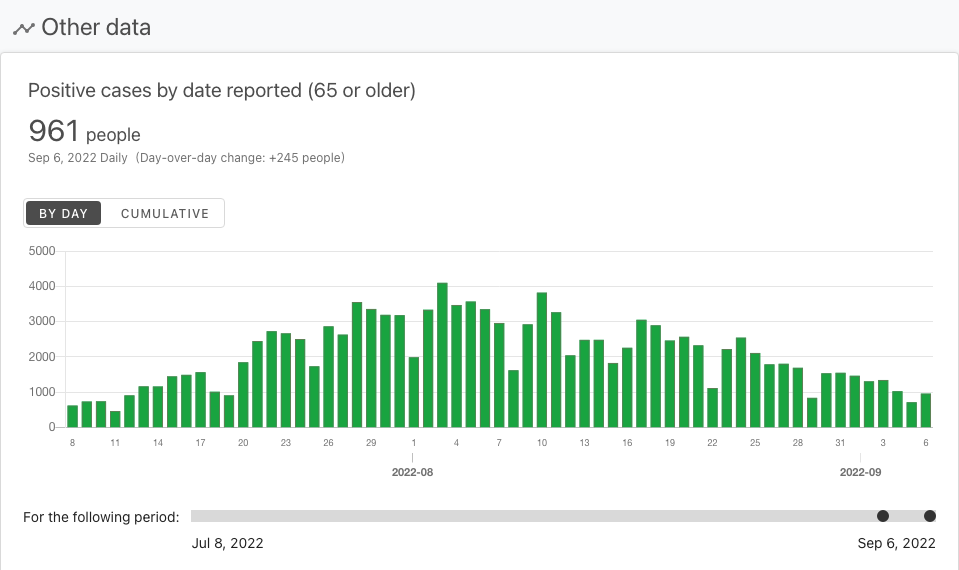 Other data
Positive cases by date reported (65 or older)
961 people
Sep 6, 2022 Daily (Day-over-day change: +245 people)
BY DAY CUMULATIVE
5000
4000
3000
2000
1000
0
8 11 14 17 20 23 26 29 1 4 7 10 13 16 19 22 25 28 31 3 6
2022-08 2022-09
For the following period:
Jul 8, 2022 Sep 6, 2022